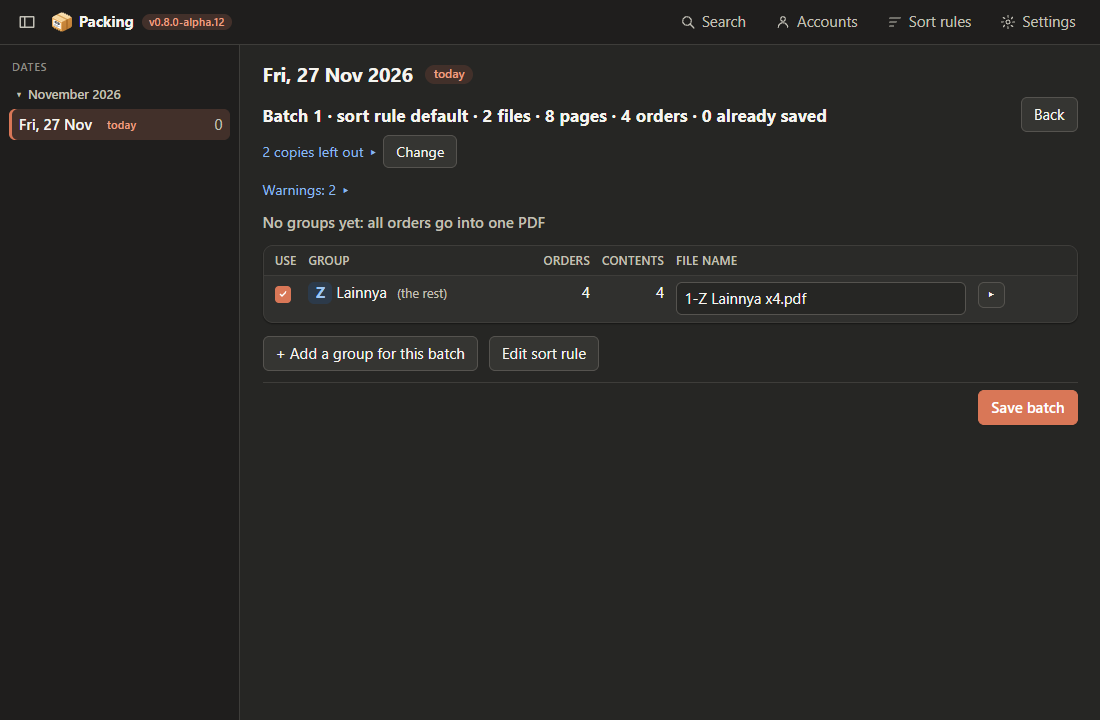 Packing v0.8.0-alpha.12 Search Accounts Sort rules Settings
DATES
▾ November 2026
Fri, 27 Nov today 0
Fri, 27 Nov 2026 today
Batch 1 · sort rule default · 2 files · 8 pages · 4 orders · 0 already saved
Back
2 copies left out ▸ Change
Warnings: 2 ▸
No groups yet: all orders go into one PDF
USE GROUP ORDERS CONTENTS FILE NAME
Z Lainnya (the rest) 4 4 1-Z Lainnya x4.pdf ▸
+ Add a group for this batch Edit sort rule
Save batch